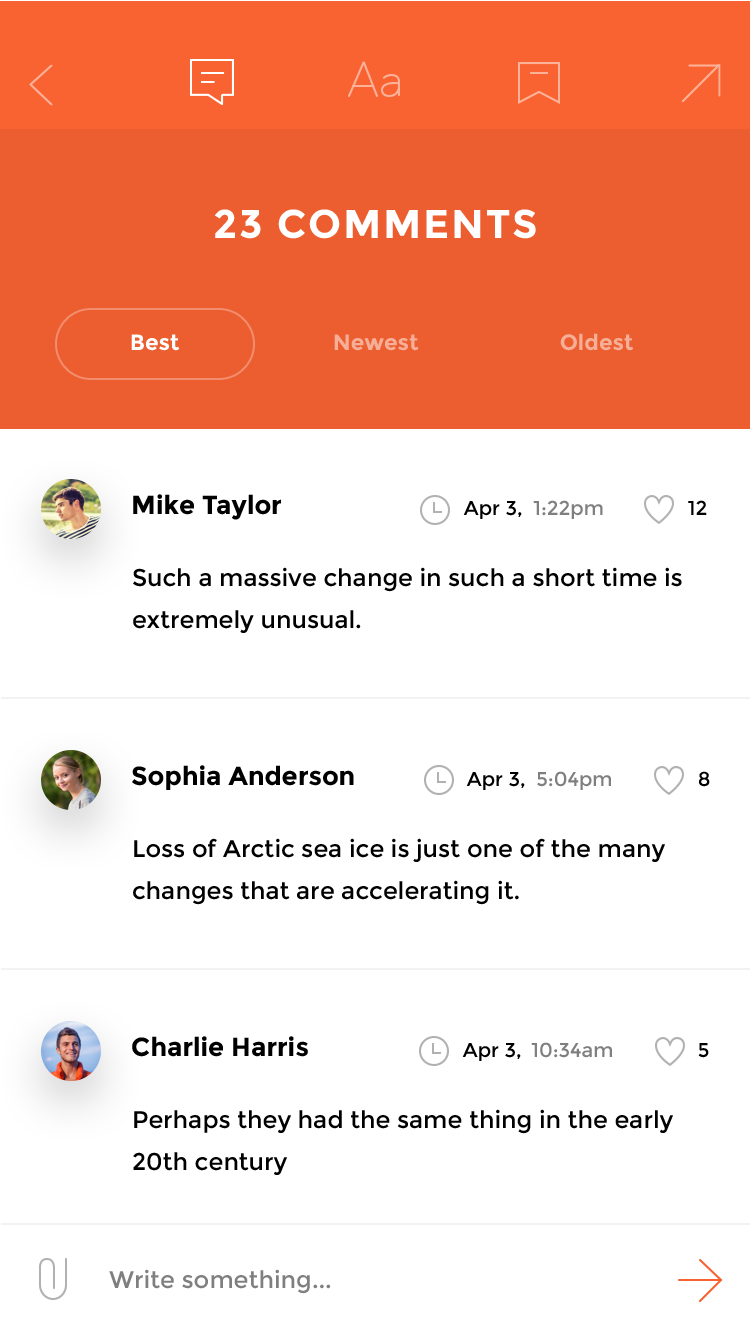 Aa
23 COMMENTS
Best Newest Oldest
Mike Taylor Apr 3, 1:22pm 12
Such a massive change in such a short time is
extremely unusual.
Sophia Anderson Apr 3, 5:04pm 8
Loss of Arctic sea ice is just one of the many
changes that are accelerating it.
Charlie Harris Apr 3, 10:34am 5
Perhaps they had the same thing in the early
20th century
Write something...